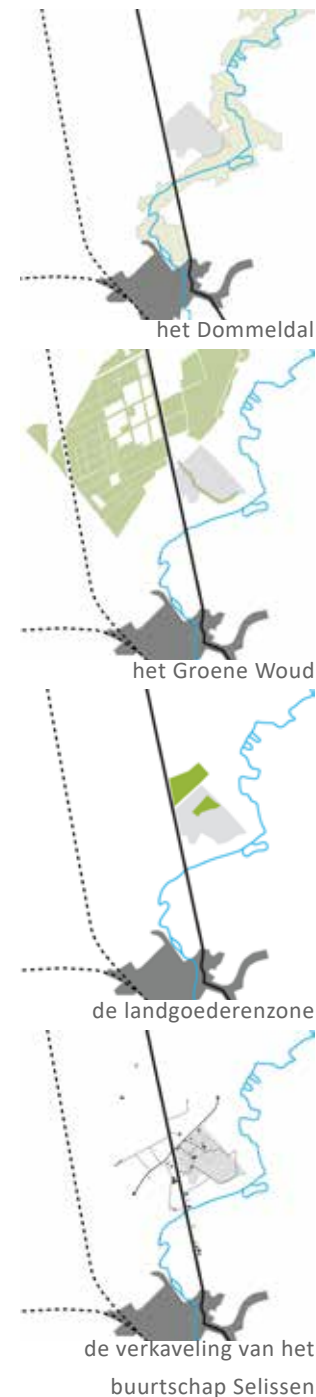 het Dommeldal
het Groene Woud
de landgoederenzone
de verkaveling van het
buurtschap Selissen